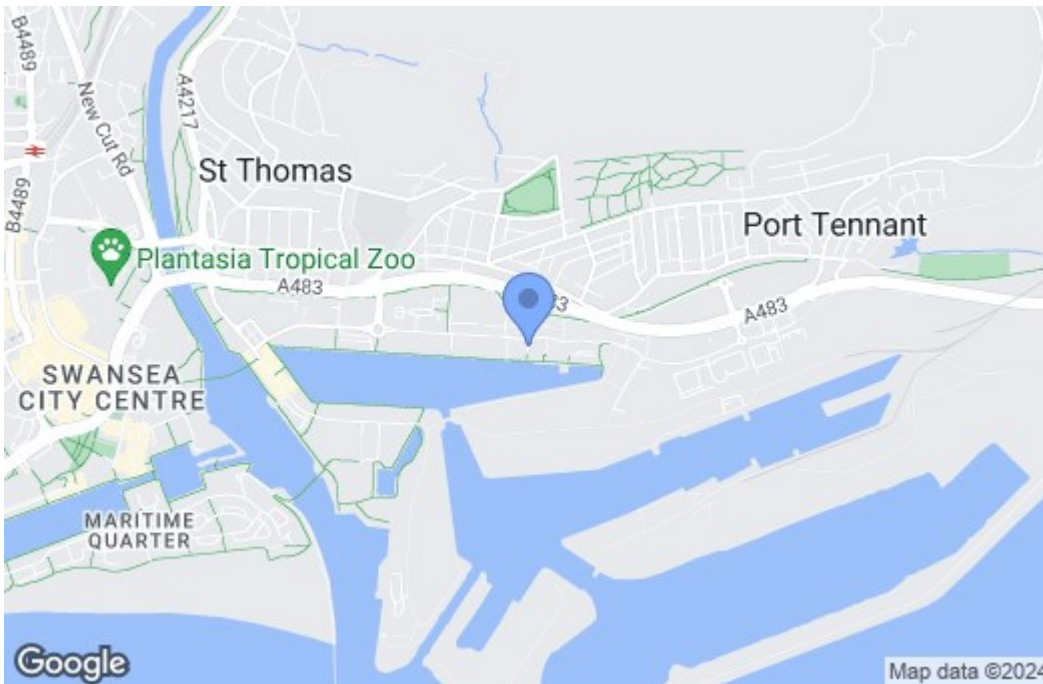 B4489
New Cut Rd
A4217
B4489
St Thomas
Port Tennant
Plantasia Tropical Zoo
A483
83
A483
SWANSEA
CITY CENTRE
MARITIME
QUARTER
Google
Map data ©2024